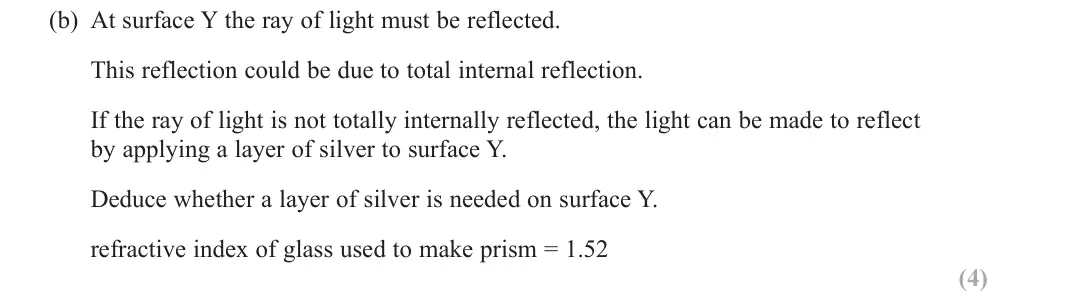 (b) At surface Y the ray of light must be reflected.
This reflection could be due to total internal reflection.
If the ray of light is not totally internally reflected, the light can be made to reflect
by applying a layer of silver to surface Y.
Deduce whether a layer of silver is needed on surface Y.
refractive index of glass used to make prism = 1.52
(4)